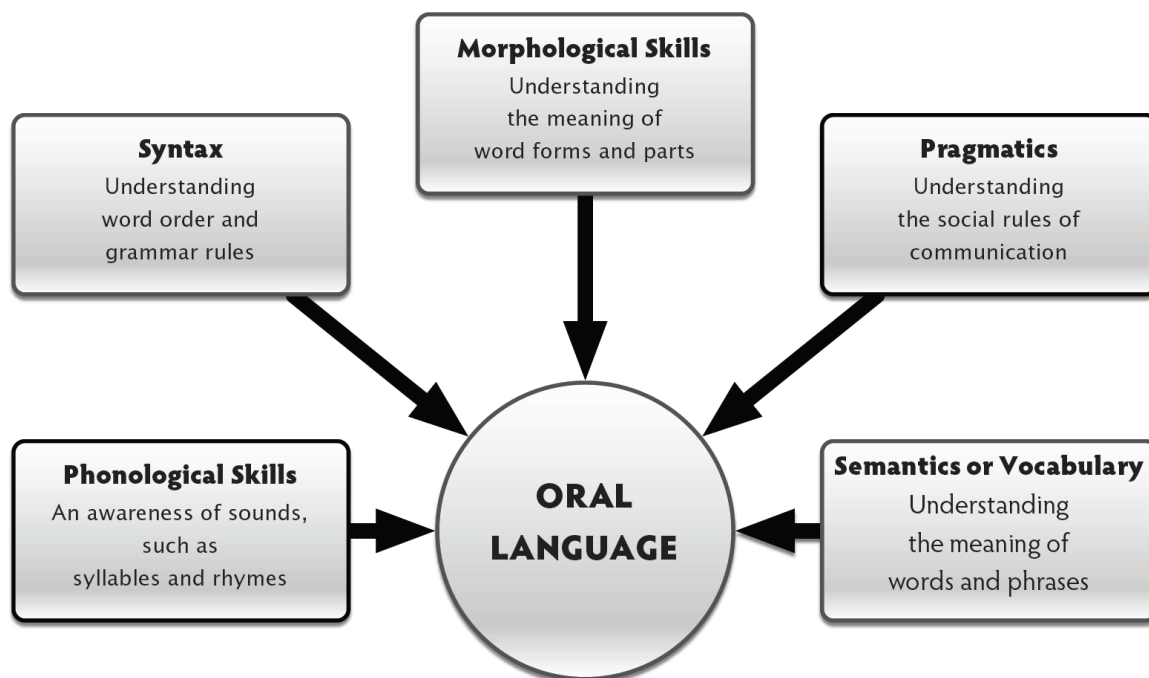 Morphological Skills
Understanding
the meaning of
word forms and parts
Syntax
Understanding
word order and
grammar rules
Pragmatics
Understanding
the social rules of
communication
Phonological Skills
An awareness of sounds,
such as
syllables and rhymes
ORAL
LANGUAGE
Semantics or Vocabulary
Understanding
the meaning of
words and phrases